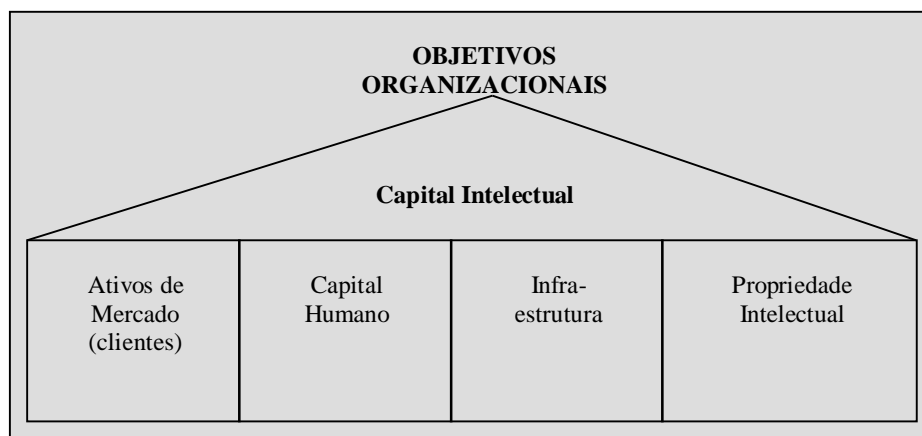 OBJETIVOS
ORGANIZACIONAIS
Capital Intelectual
Ativos de
Mercado
(clientes)
Capital
Humano
Infra-
estrutura
Propriedade
Intelectual